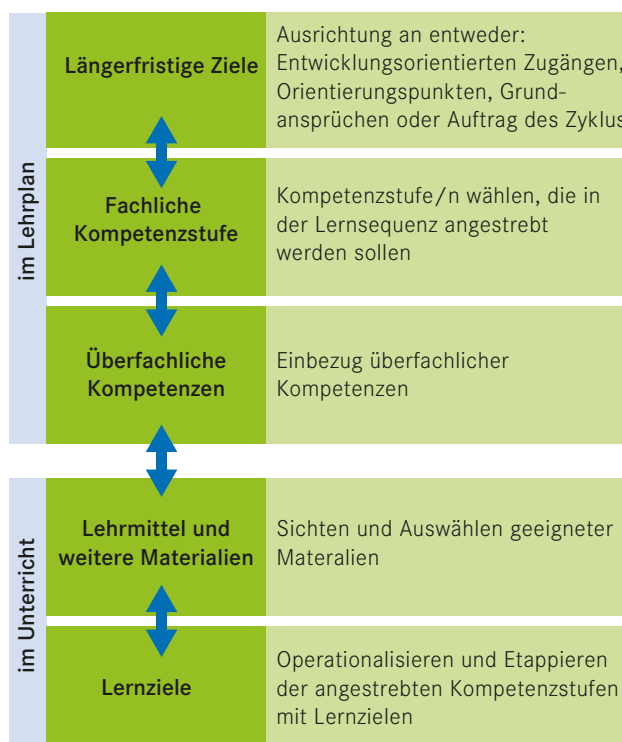 im Lehrplan
Längerfristige Ziele
Ausrichtung an entweder:
Entwicklungsorientierten Zugängen,
Orientierungspunkten, Grund-
ansprüchen oder Auftrag des Zyklus
Fachliche
Kompetenzstufe
Kompetenzstufe/n wählen, die in
der Lernsequenz angestrebt
werden sollen
Überfachliche
Kompetenzen
Einbezug überfachlicher
Kompetenzen
im Unterricht
Lehrmittel und
weitere Materialien
Sichten und Auswählen geeigneter
Materalien
Lernziele
Operationalisieren und Etappieren
der angestrebten Kompetenzstufen
mit Lernzielen